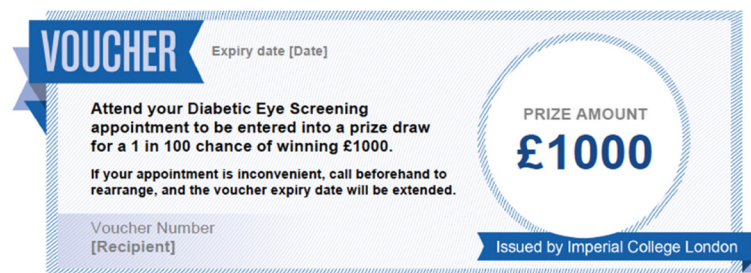 VOUCHER
Expiry date [Date]
Attend your Diabetic Eye Screening
appointment to be entered into a prize draw
for a 1 in 100 chance of winning £1000.
If your appointment is inconvenient, call beforehand to
rearrange, and the voucher expiry date will be extended.
Voucher Number
[Recipient]
PRIZE AMOUNT
£1000
Issued by Imperial College London